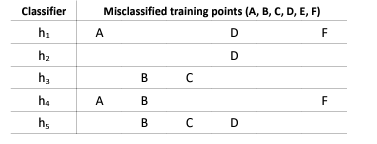 Classifier Misclassified training points (A, B, C, D, E, F)
h₁ A D F
h₂ D
h₃ B C
h₄ A B F
h₅ B C D